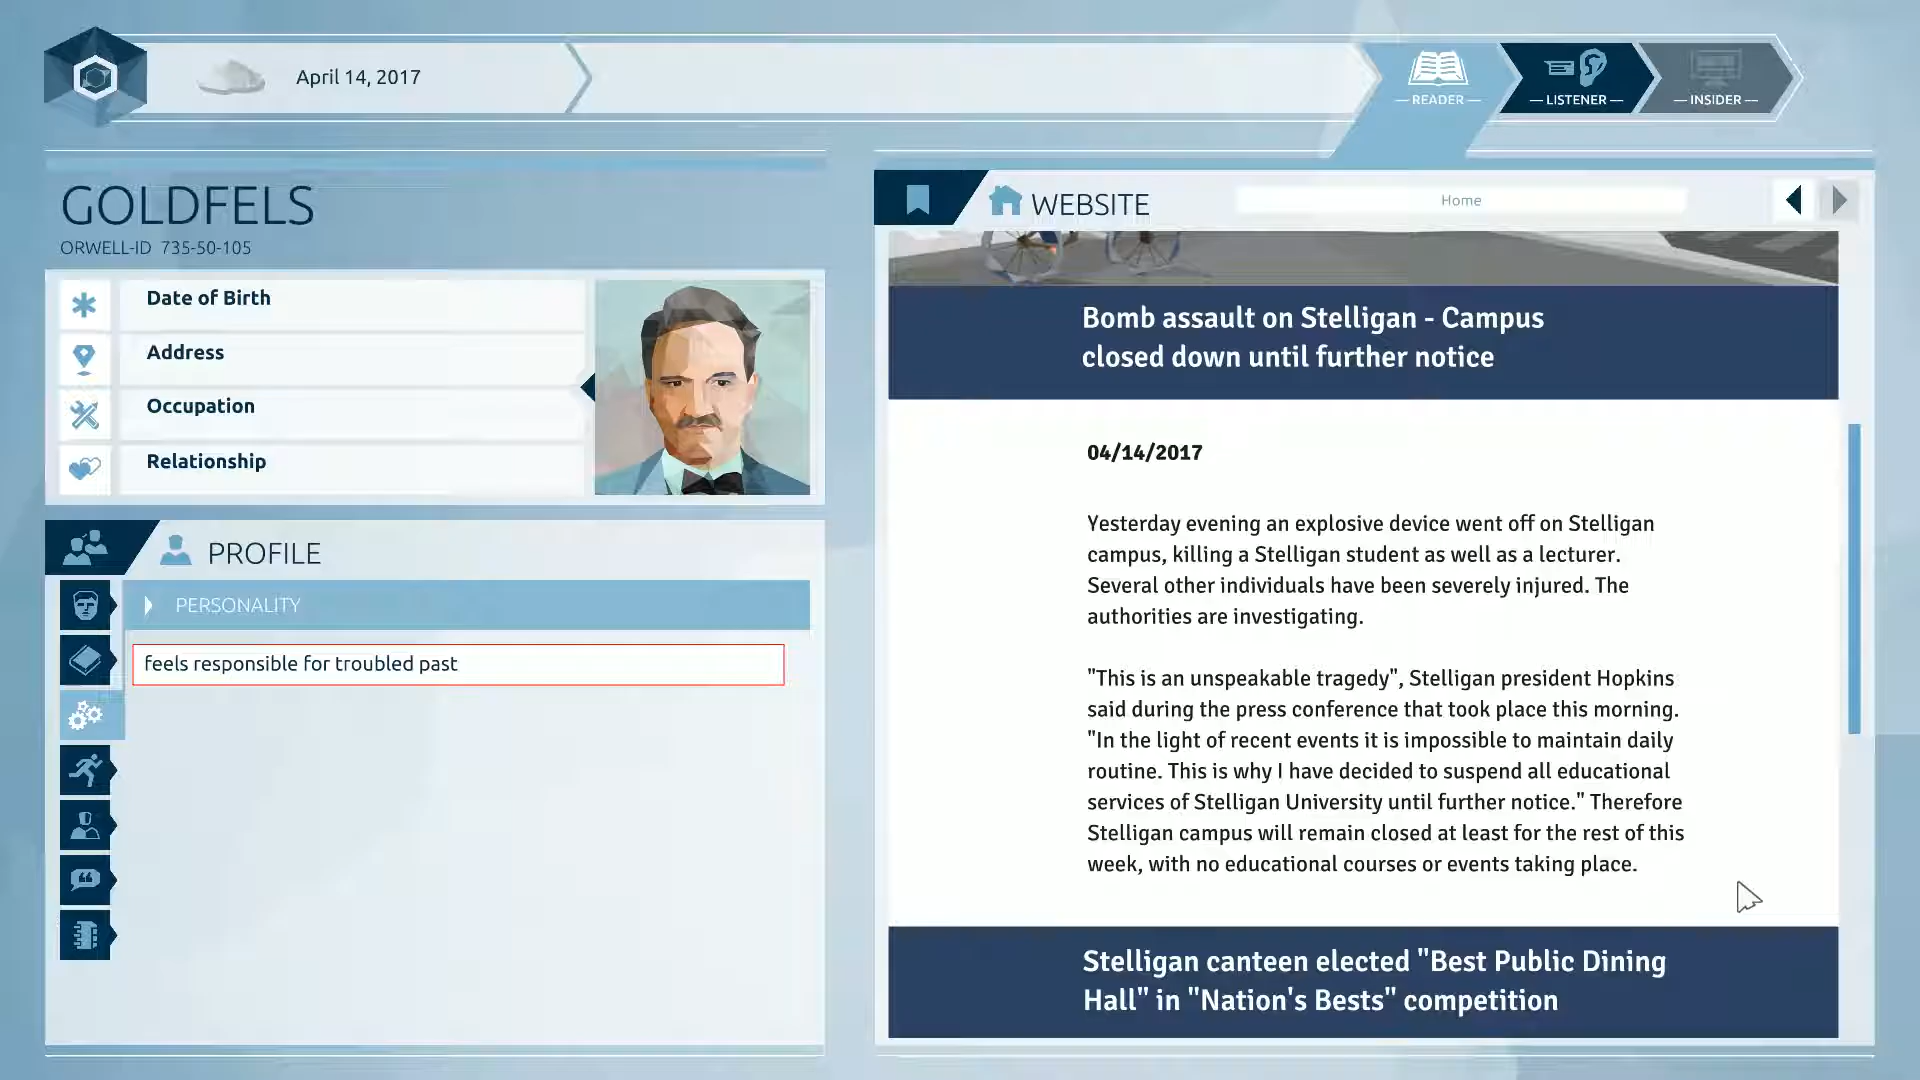 April 14, 2017
READER
LISTENER
INSIDER
GOLDFELS
ORWELL-ID 735-50-105
Date of Birth
Address
Occupation
Relationship
PROFILE
PERSONALITY
feels responsible for troubled past
WEBSITE
Home
Bomb assault on Stelligan - Campus
closed down until further notice
04/14/2017
Yesterday evening an explosive device went off on Stelligan
campus, killing a Stelligan student as well as a lecturer.
Several other individuals have been severely injured. The
authorities are investigating.
"This is an unspeakable tragedy", Stelligan president Hopkins
said during the press conference that took place this morning.
"In the light of recent events it is impossible to maintain daily
routine. This is why I have decided to suspend all educational
services of Stelligan University until further notice." Therefore
Stelligan campus will remain closed at least for the rest of this
week, with no educational courses or events taking place.
Stelligan canteen elected "Best Public Dining
Hall" in "Nation's Bests" competition